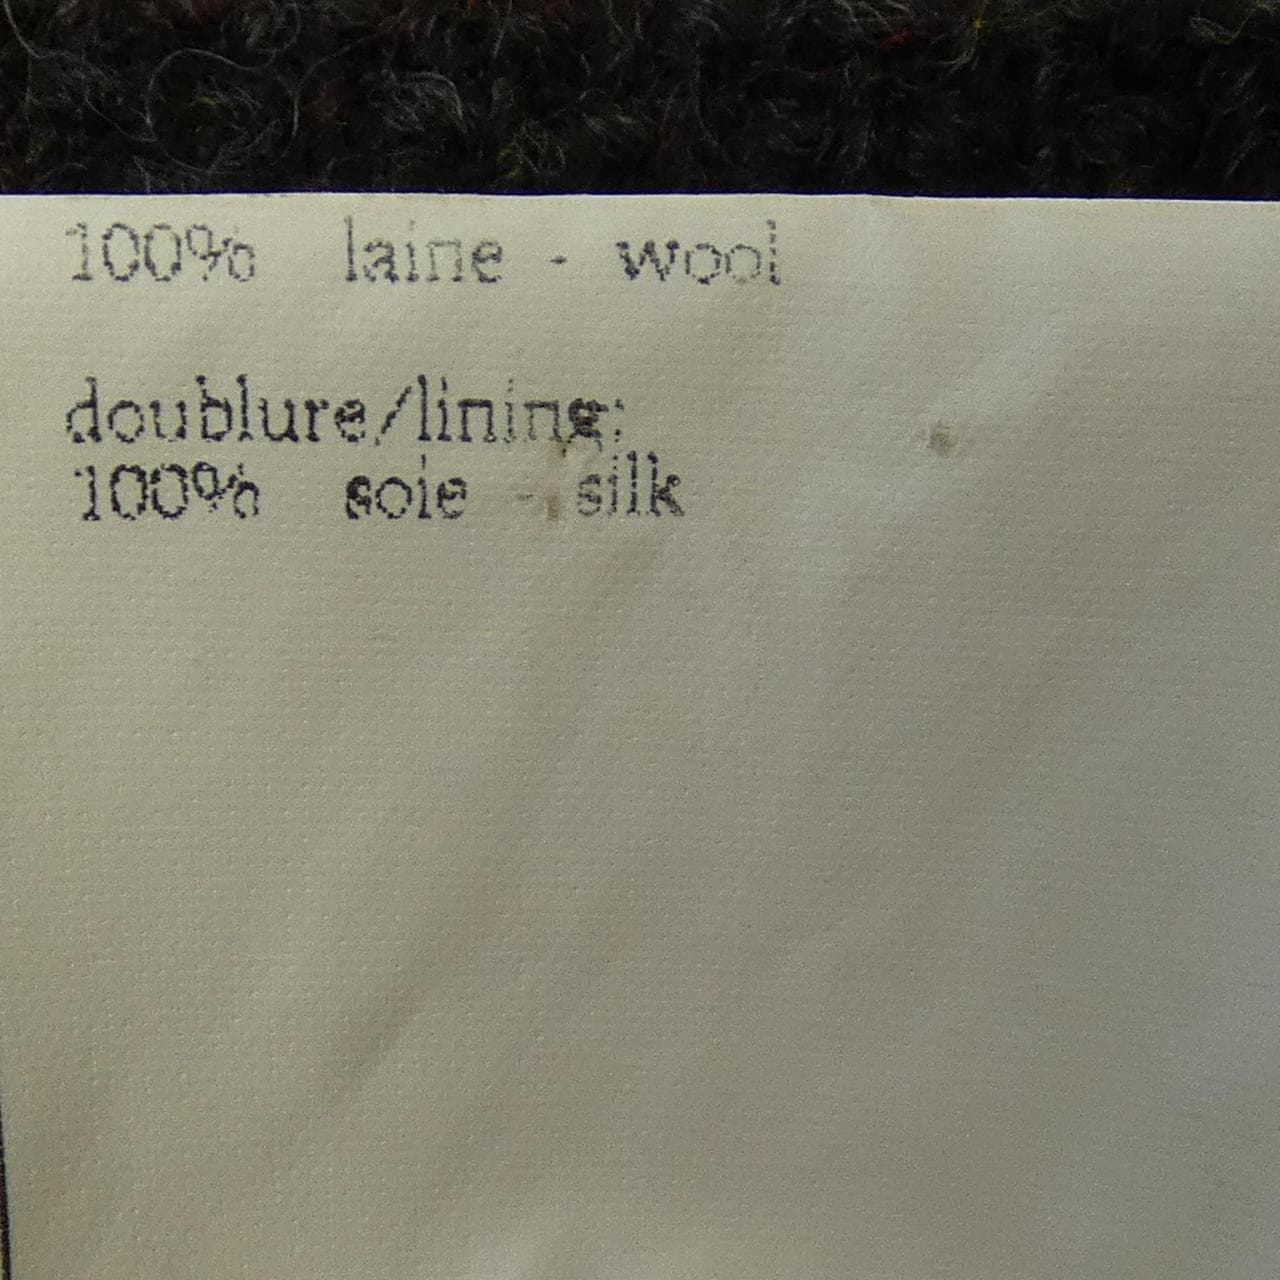 100% laine - wool
doublure/lining:
100% soie - silk